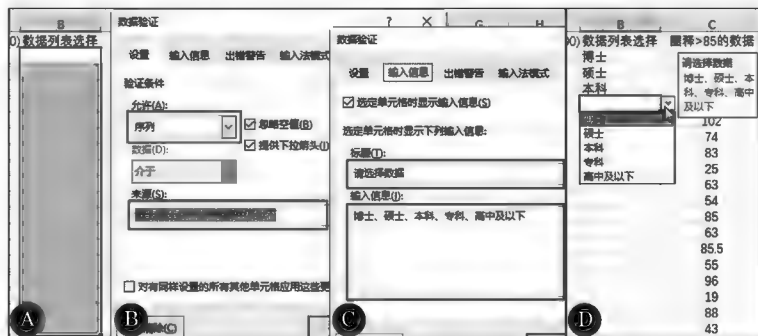 B
0) 数据列表选择
A
数据验证
设置 输入信息 出错警告 输入法模式
验证条件
允许(A):
序列
忽略空值(B)
提供下拉箭头(I)
数据(D):
介于
来源(S):
对有同样设置的所有其他单元格应用这些更
B
除(C)
? × G H
数据验证
设置 输入信息 出错警告 输入法模式
选定单元格时显示输入信息(S)
选定单元格时显示下列输入信息:
标题(T):
请选择数据
输入信息(I):
博士、硕士、本科、专科、高中及以下
C
B C
0) 数据列表选择 圈释>85的数据
博士
硕士
本科
请选择数据
博士、硕士、本
科、专科、高中
及以下
硕士
本科
专科
高中及以下
102
74
83
25
63
54
85
63
85.5
55
96
19
88
43
D